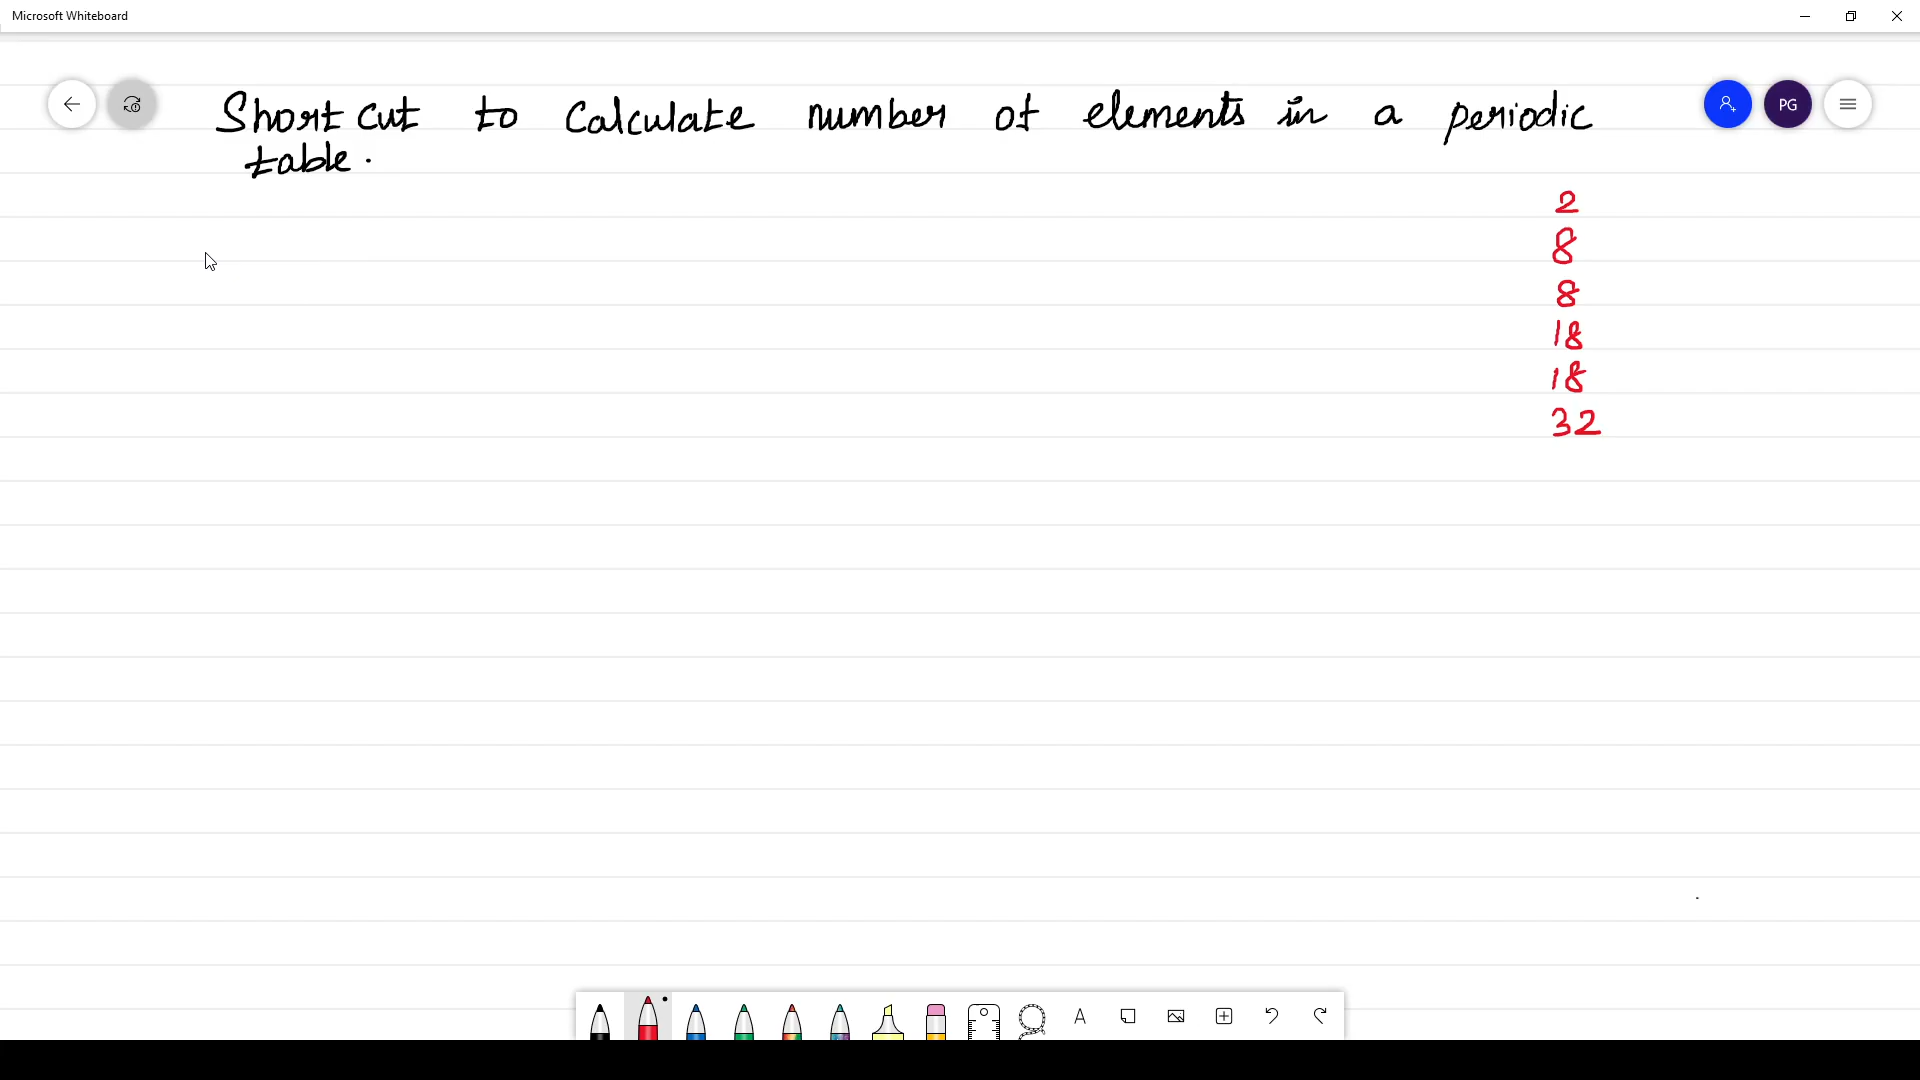 Microsoft Whiteboard
Short cut to Calculate number of elements in a periodic
table.
PG
2
8
8
18
18
32
A